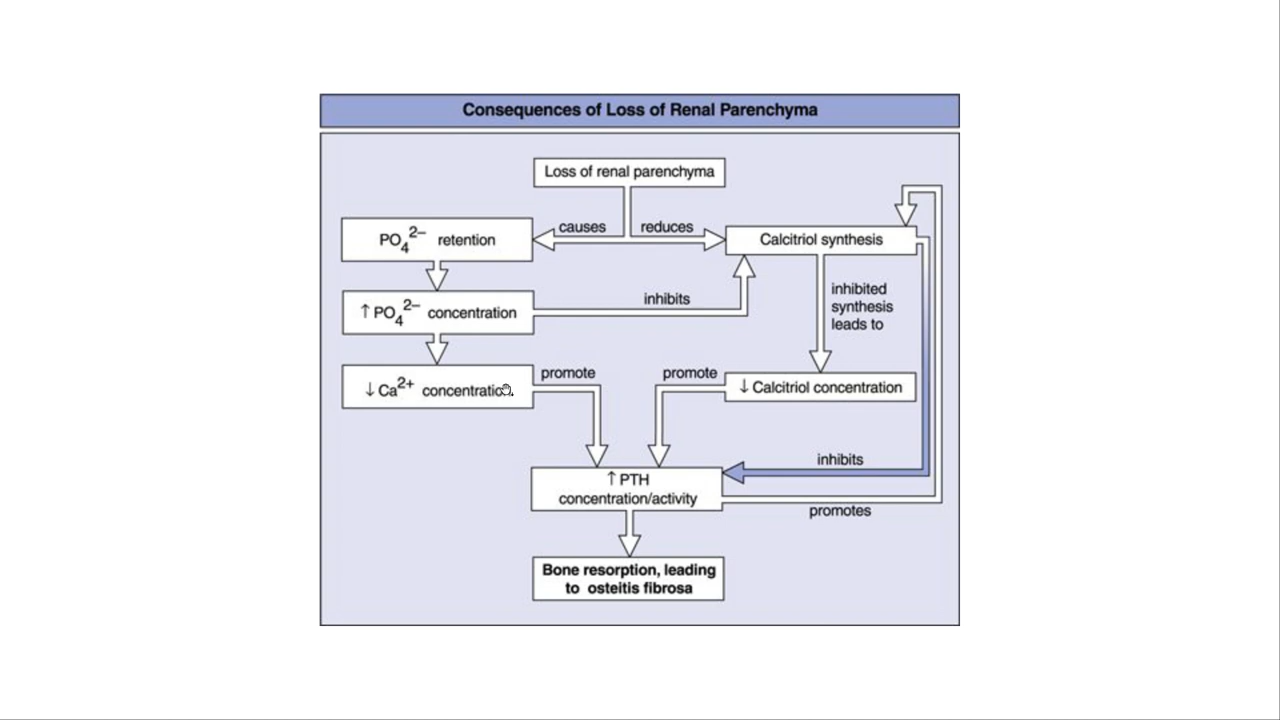 Consequences of Loss of Renal Parenchyma
Loss of renal parenchyma
causes
reduces
PO₄²⁻ retention
Calcitriol synthesis
↑ PO₄²⁻ concentration
inhibits
inhibited
synthesis
leads to
↓ Ca²⁺ concentration
promote
promote
↓ Calcitriol concentration
inhibits
↑ PTH
concentration/activity
promotes
Bone resorption, leading
to osteitis fibrosa